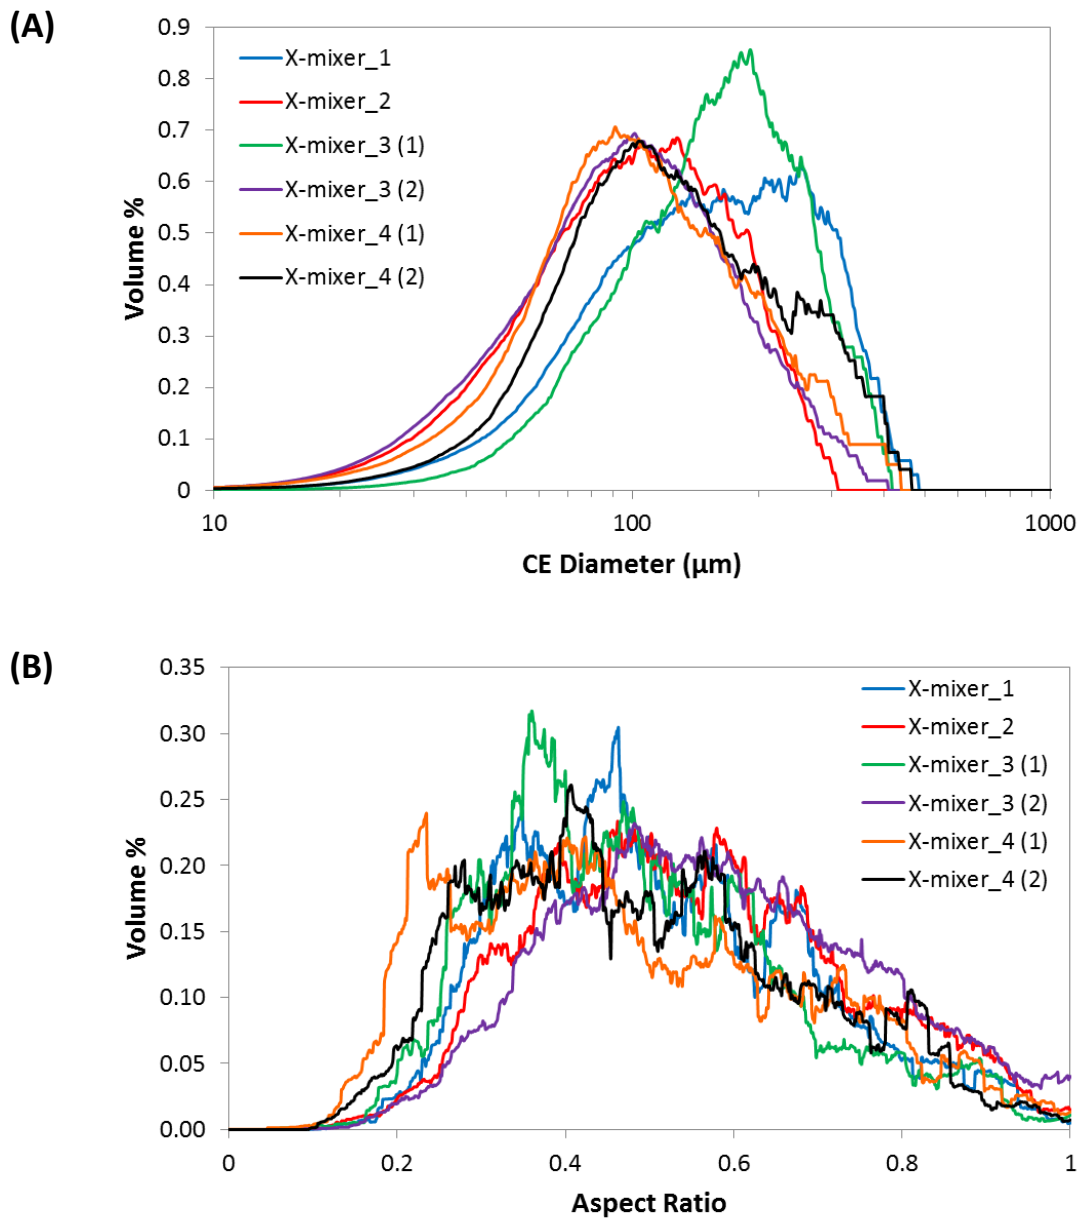 (A)
0.9
0.8
0.7
0.6
0.5
0.4
0.3
0.2
0.1
0
Volume %
X-mixer_1
X-mixer_2
X-mixer_3 (1)
X-mixer_3 (2)
X-mixer_4 (1)
X-mixer_4 (2)
10 100 1000
CE Diameter (µm)
(B)
0.35
0.30
0.25
0.20
0.15
0.10
0.05
0.00
Volume %
X-mixer_1
X-mixer_2
X-mixer_3 (1)
X-mixer_3 (2)
X-mixer_4 (1)
X-mixer_4 (2)
0 0.2 0.4 0.6 0.8 1
Aspect Ratio